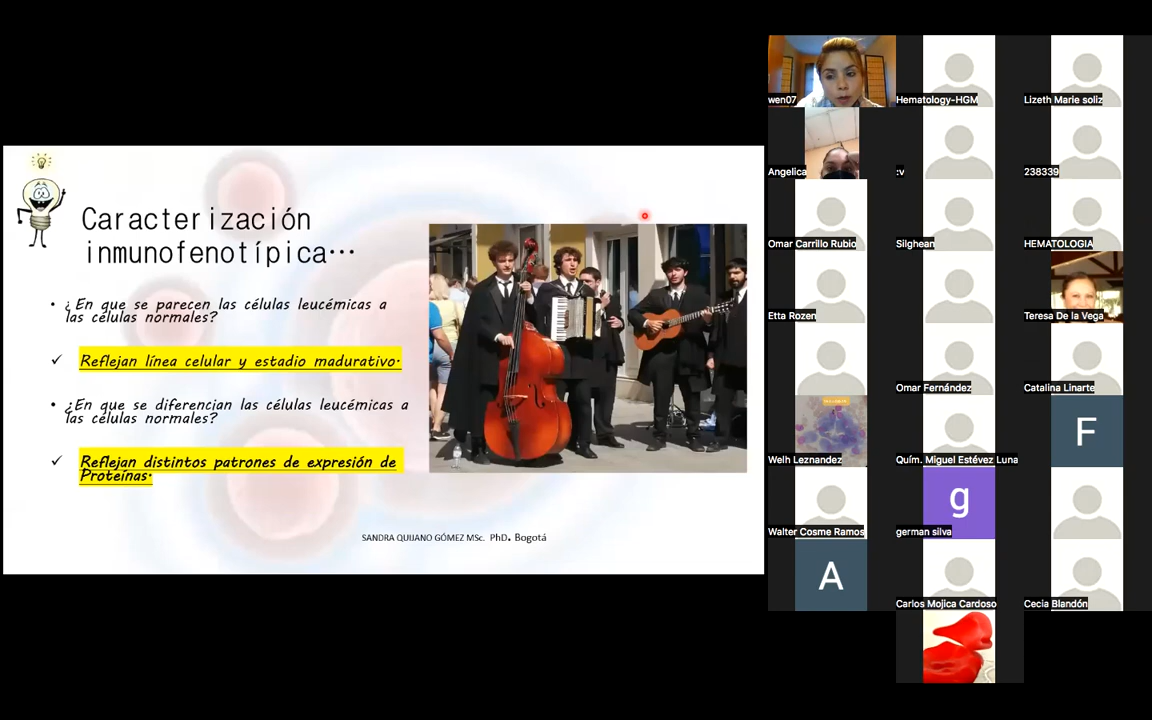 Caracterización
inmunofenotípica...
• ¿En que se parecen las células leucémicas a
las células normales?
✓ Reflejan línea celular y estadio madurativo.
• ¿En que se diferencian las células leucémicas a
las células normales?
✓ Reflejan distintos patrones de expresión de
Proteínas.
SANDRA QUIJANO GÓMEZ MSc. PhD. Bogotá
wen07
Hematology-HGM
Lizeth Marie soliz
Angelica
:v
238339
Omar Carrillo Rubio
Silghean
HEMATOLOGIA
Etta Rozen
Teresa De la Vega
Omar Fernández
Catalina Linarte
F
Welh Leznandez
Quím. Miguel Estévez Luna
g
Walter Cosme Ramos
german silva
A
Carlos Mojica Cardoso
Cecia Blandón